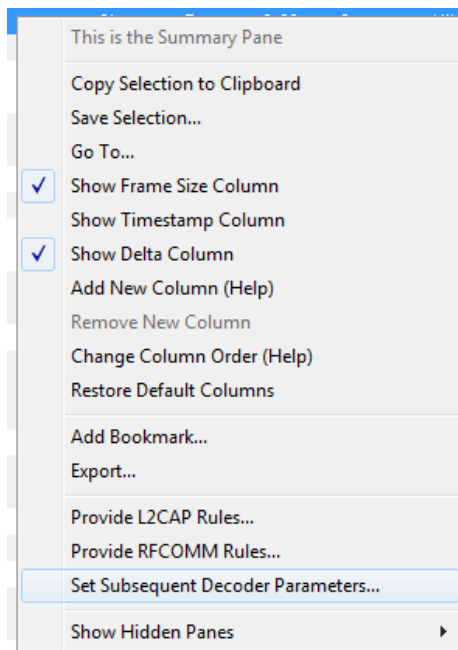 This is the Summary Pane
Copy Selection to Clipboard
Save Selection...
Go To...
Show Frame Size Column
Show Timestamp Column
Show Delta Column
Add New Column (Help)
Remove New Column
Change Column Order (Help)
Restore Default Columns
Add Bookmark...
Export...
Provide L2CAP Rules...
Provide RFCOMM Rules...
Set Subsequent Decoder Parameters...
Show Hidden Panes